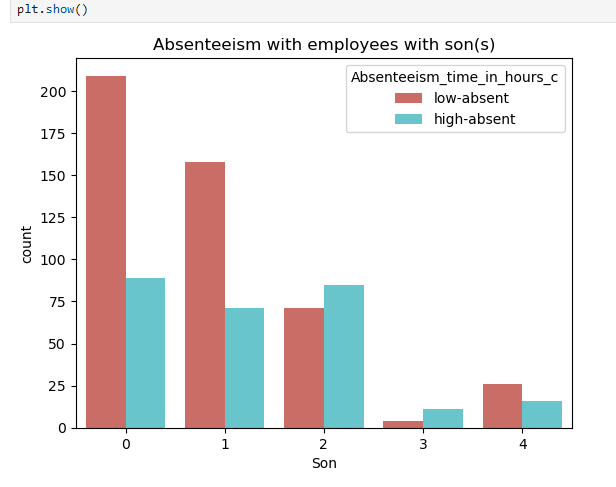 plt.show()
Absenteeism with employees with son(s)
Absenteeism_time_in_hours_c
low-absent
high-absent
200
175
150
125
100
75
50
25
0
count
0 1 2 3 4
Son